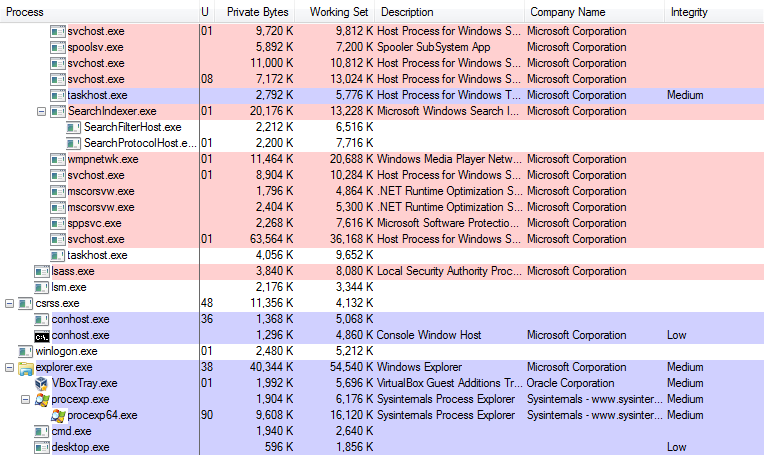 Process U Private Bytes Working Set Description Company Name Integrity
svchost.exe 01 9,720 K 9,812 K Host Process for Windows S... Microsoft Corporation
spoolsv.exe 5,892 K 7,200 K Spooler SubSystem App Microsoft Corporation
svchost.exe 11,000 K 10,812 K Host Process for Windows S... Microsoft Corporation
svchost.exe 08 7,172 K 13,024 K Host Process for Windows S... Microsoft Corporation
taskhost.exe 2,792 K 5,776 K Host Process for Windows T... Microsoft Corporation Medium
SearchIndexer.exe 01 20,176 K 13,228 K Microsoft Windows Search I... Microsoft Corporation
SearchFilterHost.exe 2,212 K 6,516 K
SearchProtocolHost.e... 01 2,200 K 7,716 K
wmpnetwk.exe 01 11,464 K 20,688 K Windows Media Player Netw... Microsoft Corporation
svchost.exe 01 8,904 K 10,284 K Host Process for Windows S... Microsoft Corporation
mscorsvw.exe 1,796 K 4,864 K .NET Runtime Optimization S... Microsoft Corporation
mscorsvw.exe 2,404 K 5,300 K .NET Runtime Optimization S... Microsoft Corporation
sppsvc.exe 2,268 K 7,616 K Microsoft Software Protectio... Microsoft Corporation
svchost.exe 01 63,564 K 36,168 K Host Process for Windows S... Microsoft Corporation
taskhost.exe 4,056 K 9,652 K
lsass.exe 3,840 K 8,080 K Local Security Authority Proc... Microsoft Corporation
lsm.exe 2,176 K 3,344 K
csrss.exe 48 11,356 K 4,132 K
conhost.exe 36 1,368 K 5,068 K
conhost.exe 1,296 K 4,860 K Console Window Host Microsoft Corporation Low
winlogon.exe 01 2,480 K 5,212 K
explorer.exe 38 40,344 K 54,540 K Windows Explorer Microsoft Corporation Medium
VBoxTray.exe 01 1,992 K 5,696 K VirtualBox Guest Additions Tr... Oracle Corporation Medium
procexp.exe 1,904 K 6,176 K Sysinternals Process Explorer Sysinternals - www.sysinter... Medium
procexp64.exe 90 9,608 K 16,120 K Sysinternals Process Explorer Sysinternals - www.sysinter... Medium
cmd.exe 1,940 K 2,640 K
desktop.exe 596 K 1,856 K Low